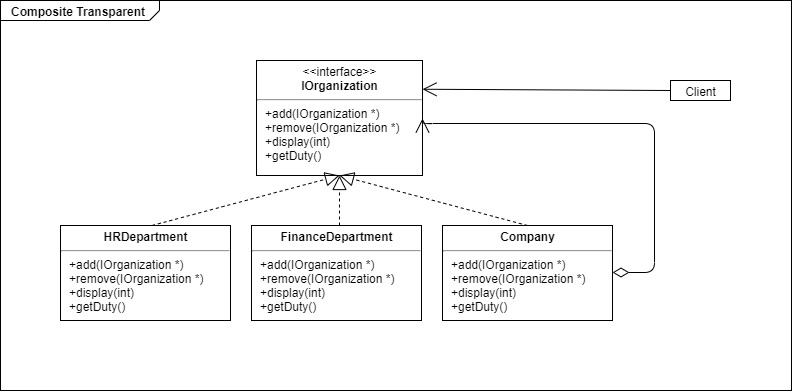 Composite Transparent
<<interface>>
IOrganization
+add(IOrganization *)
+remove(IOrganization *)
+display(int)
+getDuty()
Client
HRDepartment
+add(IOrganization *)
+remove(IOrganization *)
+display(int)
+getDuty()
FinanceDepartment
+add(IOrganization *)
+remove(IOrganization *)
+display(int)
+getDuty()
Company
+add(IOrganization *)
+remove(IOrganization *)
+display(int)
+getDuty()